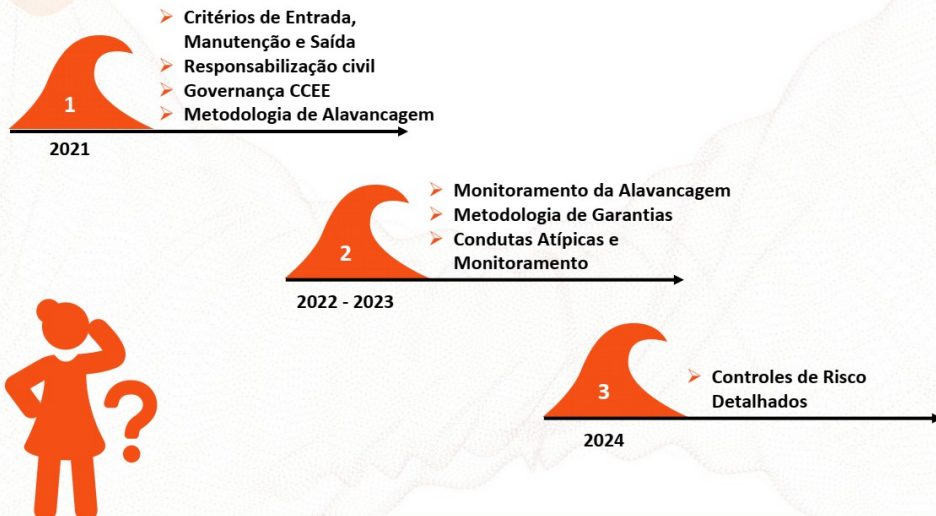 Critérios de Entrada,
Manutenção e Saída
Responsabilização civil
Governança CCEE
Metodologia de Alavancagem
1
2021
Monitoramento da Alavancagem
Metodologia de Garantias
Condutas Atípicas e
Monitoramento
2
2022 - 2023
Controles de Risco
Detalhados
3
2024
?